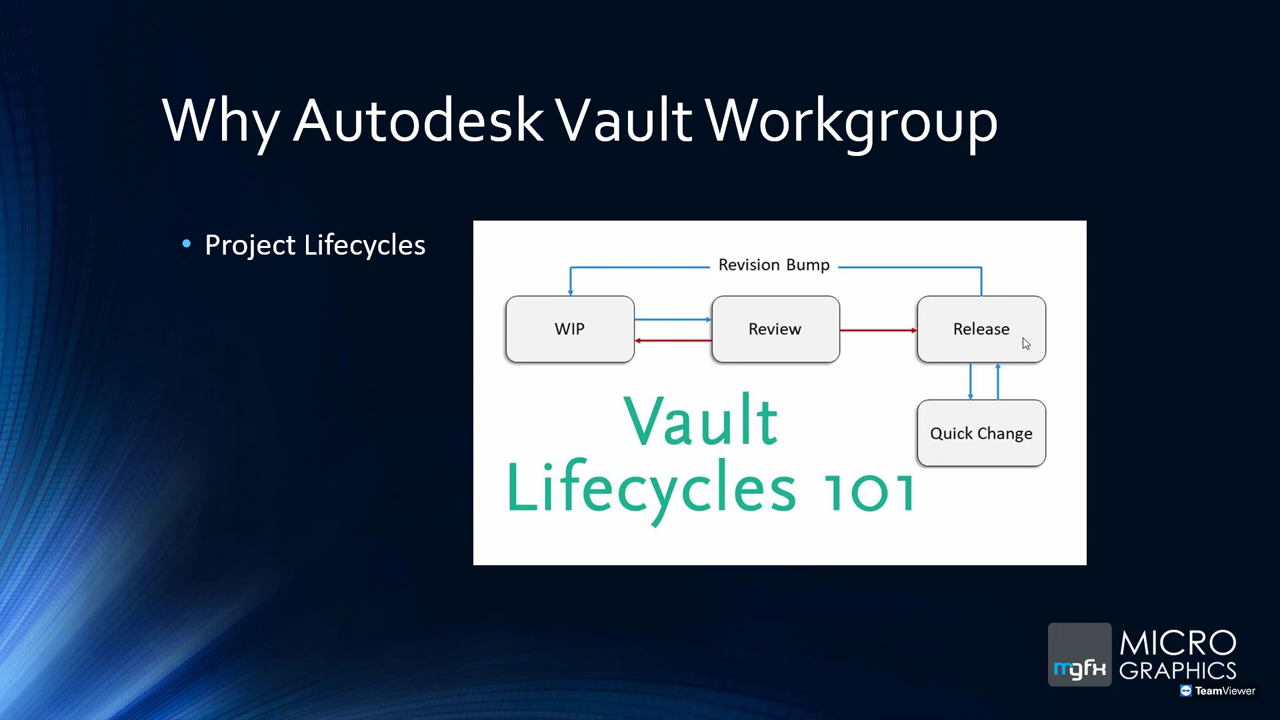 Why Autodesk Vault Workgroup
• Project Lifecycles
Revision Bump
WIP
Review
Release
Quick Change
Vault
Lifecycles 101
mgfx
MICRO
GRAPHICS
TeamViewer